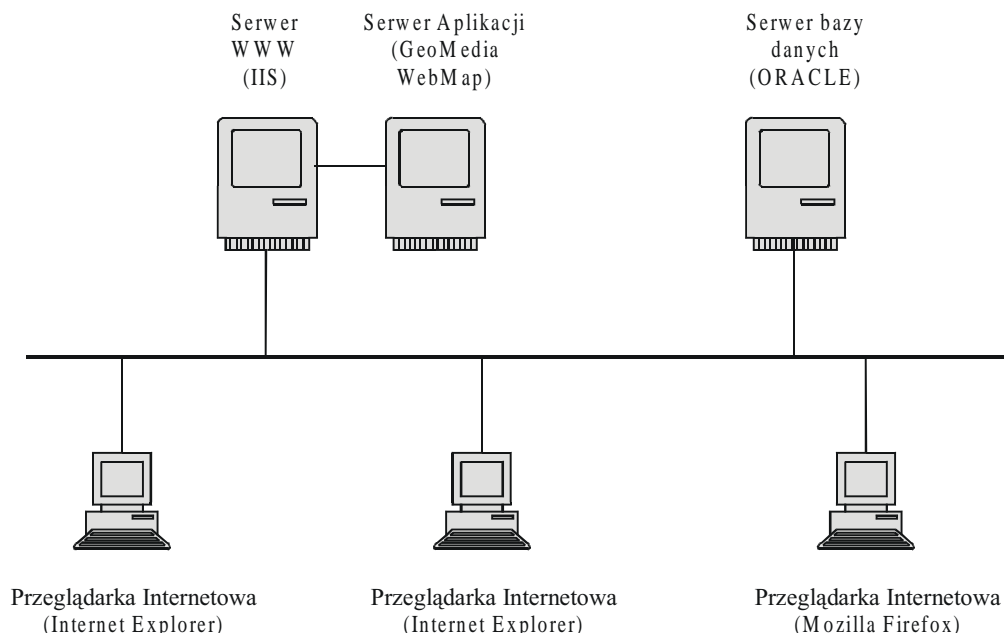 Serwer
WWW
(IIS)
Serwer Aplikacji
(GeoMedia
WebMap)
Serwer bazy
danych
(ORACLE)
Przeglądarka Internetowa
(Internet Explorer)
Przeglądarka Internetowa
(Internet Explorer)
Przeglądarka Internetowa
(Mozilla Firefox)